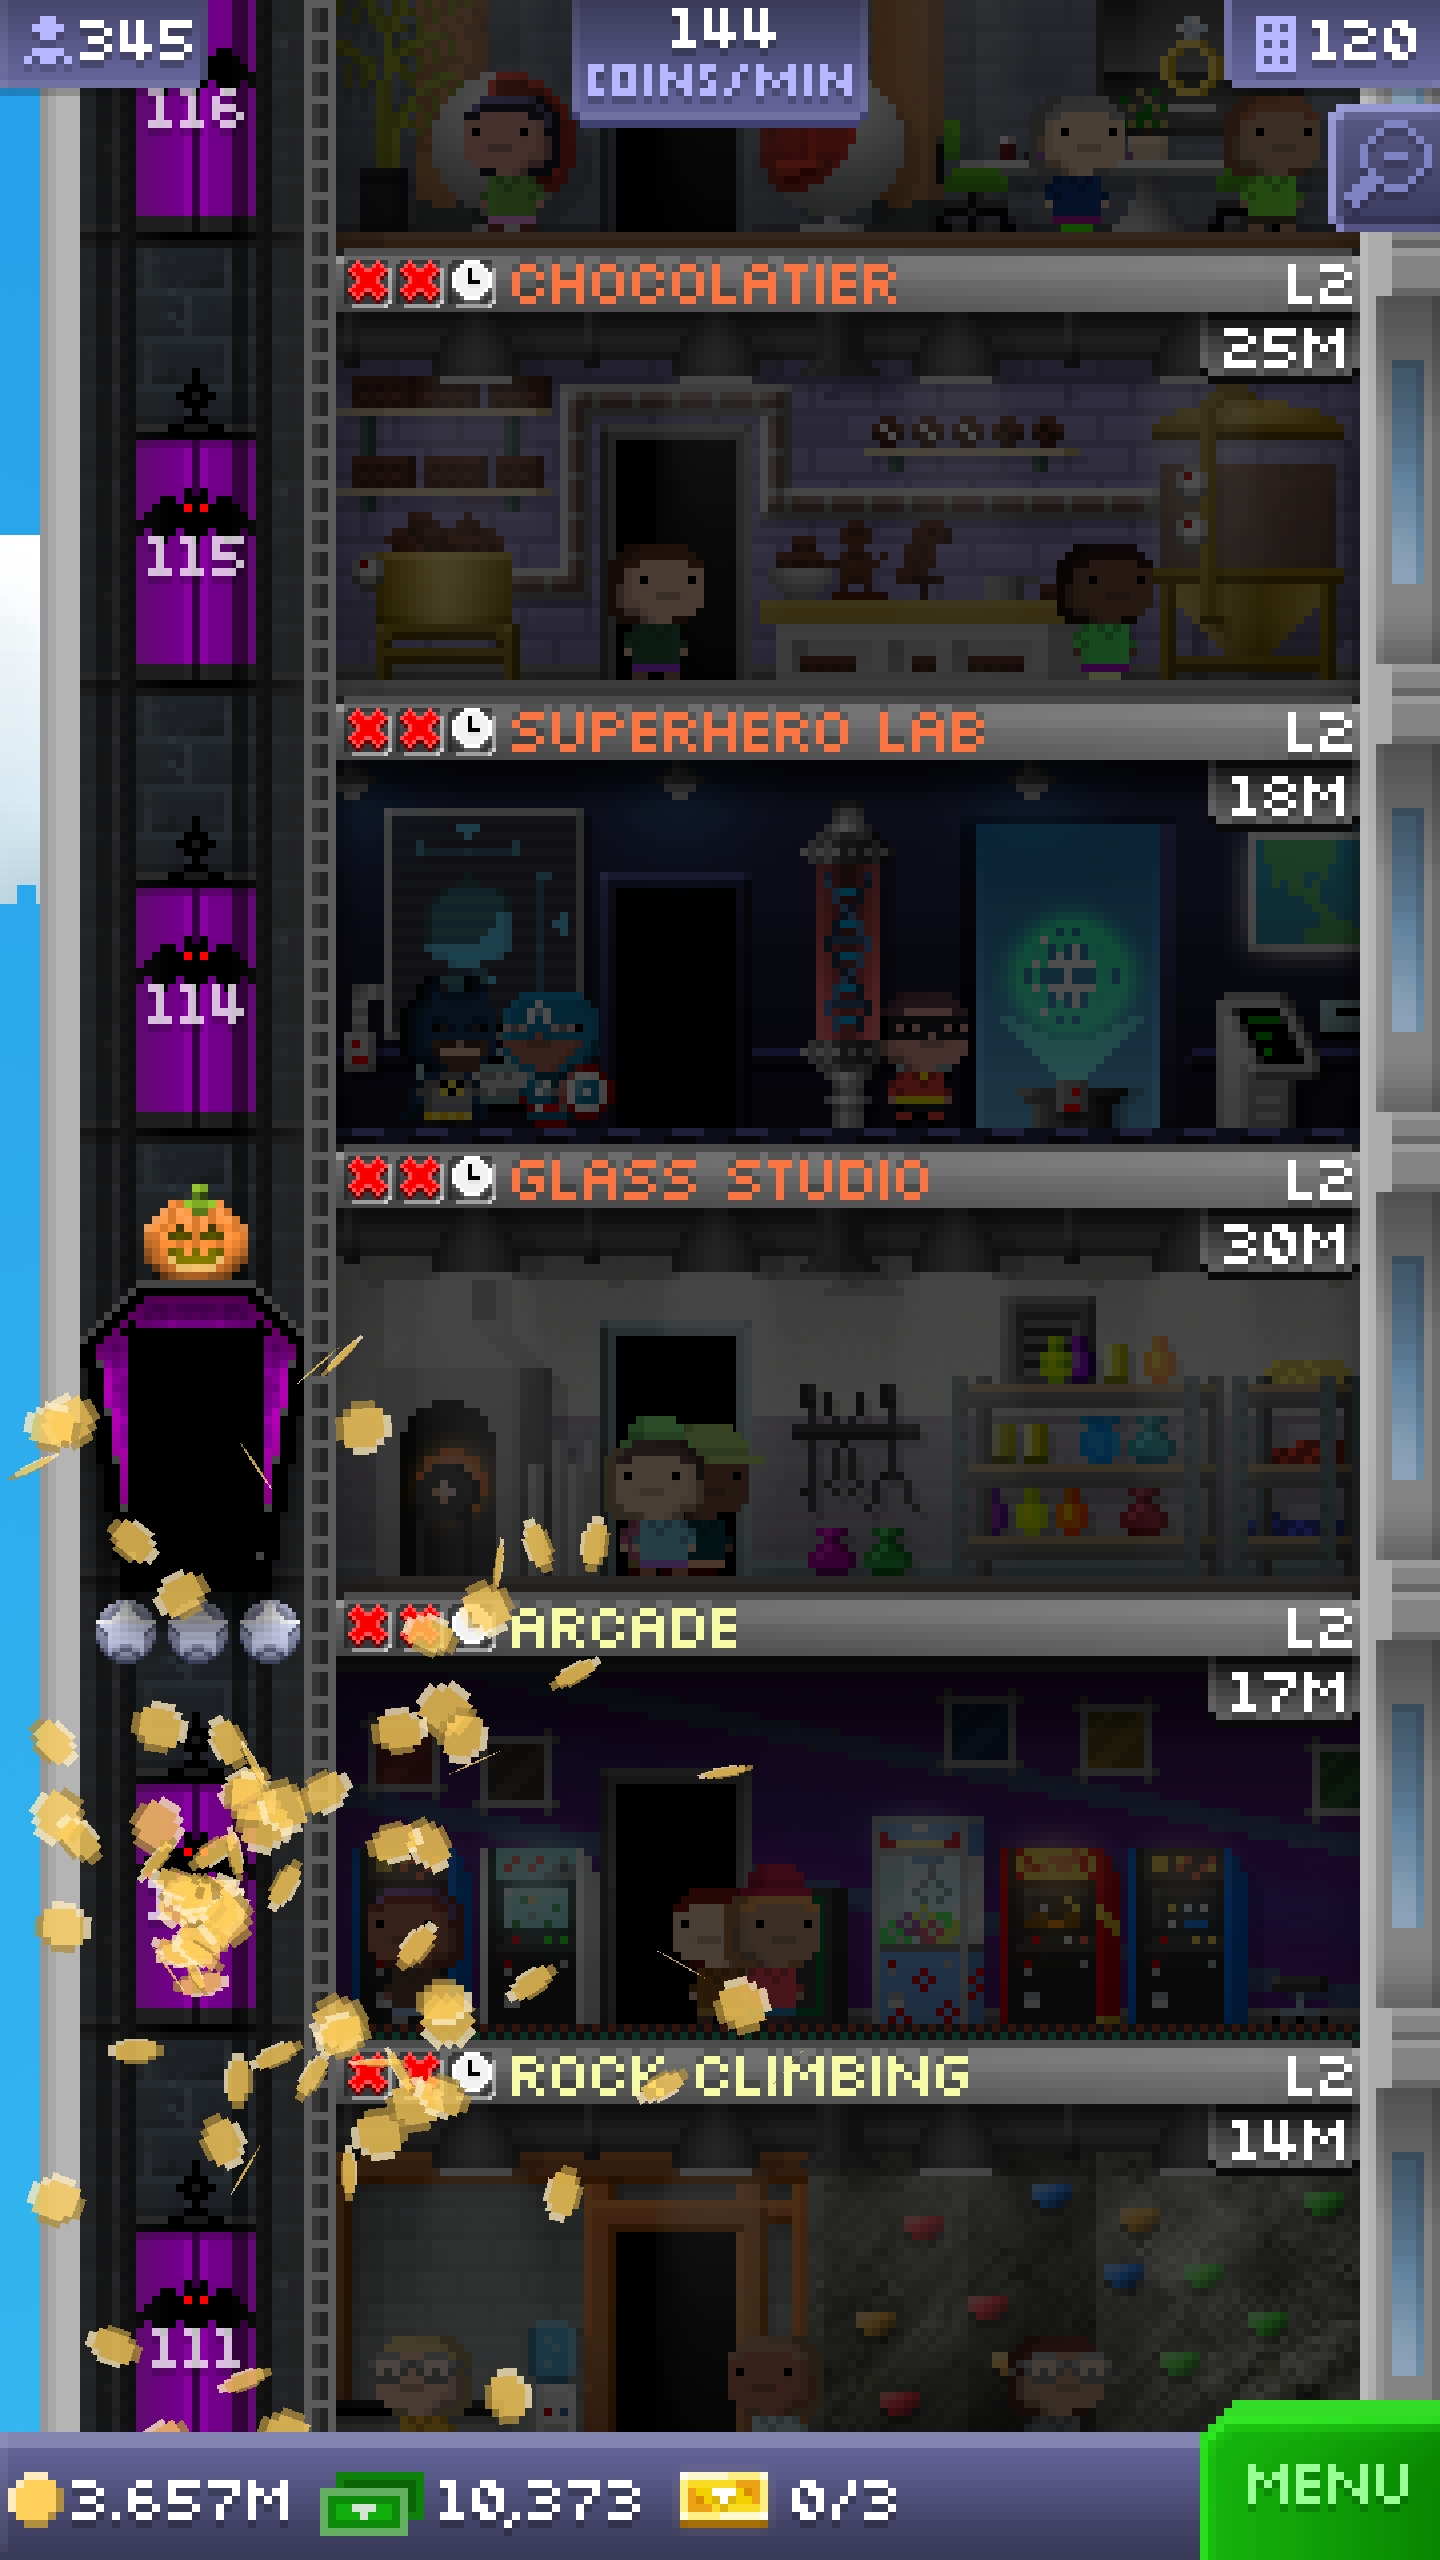 345
144
COINS/MIN
120
116
CHOCOLATIER L2
25M
115
SUPERHERO LAB L2
18M
114
GLASS STUDIO L2
30M
ARCADE L2
17M
ROCK CLIMBING L2
14M
111
3.657M 10,373 0/3
MENU